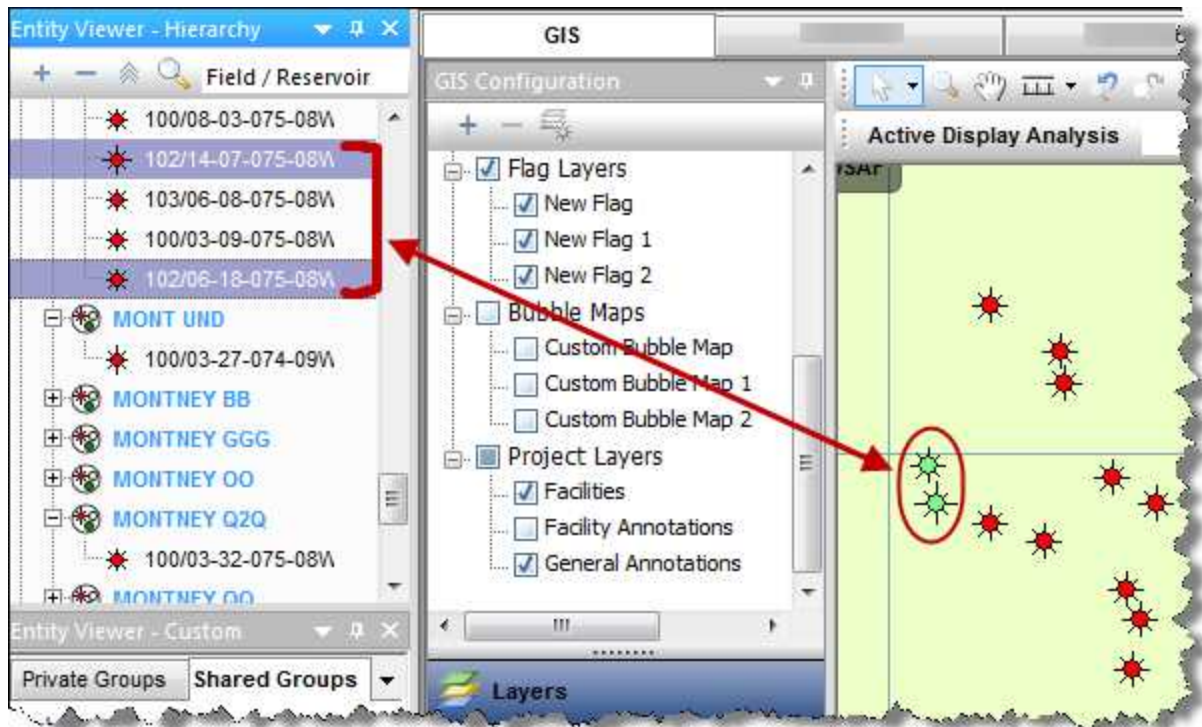 Entity Viewer - Hierarchy
Field / Reservoir
100/08-03-075-08W
102/14-07-075-08W
103/06-08-075-08W
100/03-09-075-08W
102/06-18-075-08W
MONT UND
100/03-27-074-09W
MONTNEY BB
MONTNEY GGG
MONTNEY OO
MONTNEY Q2Q
100/03-32-075-08W
MONTNEY QQ
Entity Viewer - Custom
Private Groups
Shared Groups
GIS
GIS Configuration
Flag Layers
New Flag
New Flag 1
New Flag 2
Bubble Maps
Custom Bubble Map
Custom Bubble Map 1
Custom Bubble Map 2
Project Layers
Facilities
Facility Annotations
General Annotations
Layers
Active Display Analysis